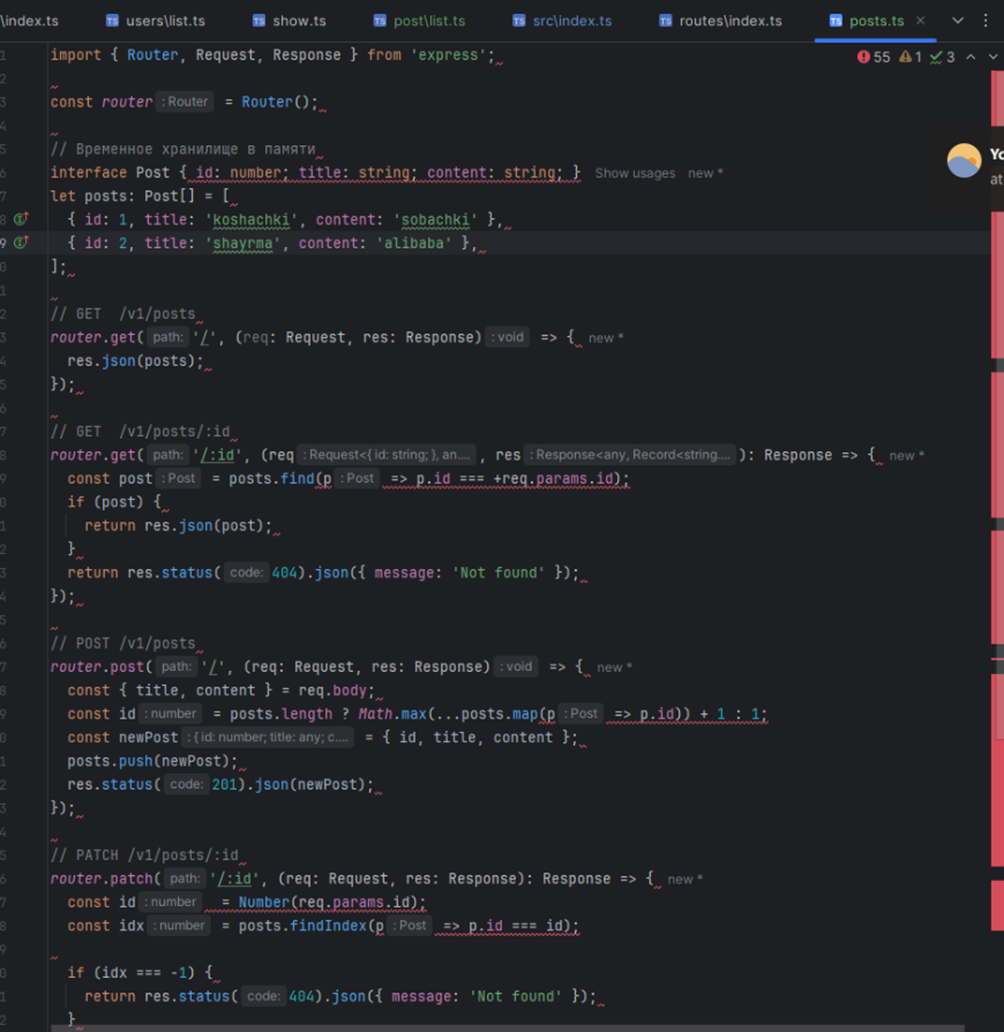 \index.ts users\list.ts show.ts post\list.ts src\index.ts routes\index.ts posts.ts
55 1 3
1 import { Router, Request, Response } from 'express';
2
3 const router : Router = Router();
4
5 // Временное хранилище в памяти
6 interface Post { id: number; title: string; content: string; } Show usages new *
7 let posts: Post[] = [
8 { id: 1, title: 'koshachki', content: 'sobachki' },
9 { id: 2, title: 'shayrma', content: 'alibaba' },
0 ];
1
2 // GET /v1/posts
3 router.get( path: '/', (req: Request, res: Response) : void => { new *
4 res.json(posts);
5 });
6
7 // GET /v1/posts/:id
8 router.get( path: '/:id', (req : Request<{ id: string; }, an.... , res : Response<any, Record<string.... ): Response => { new *
9 const post : Post = posts.find(p : Post => p.id === +req.params.id);
0 if (post) {
1 return res.json(post);
2 }
3 return res.status( code: 404).json({ message: 'Not found' });
4 });
5
6 // POST /v1/posts
7 router.post( path: '/', (req: Request, res: Response) : void => { new *
8 const { title, content } = req.body;
9 const id : number = posts.length ? Math.max(...posts.map(p : Post => p.id)) + 1 : 1;
0 const newPost : { id: number; title: any; c.... = { id, title, content };
1 posts.push(newPost);
2 res.status( code: 201).json(newPost);
3 });
4
5 // PATCH /v1/posts/:id
6 router.patch( path: '/:id', (req: Request, res: Response): Response => { new *
7 const id : number = Number(req.params.id);
8 const idx : number = posts.findIndex(p : Post => p.id === id);
9
0 if (idx === -1) {
1 return res.status( code: 404).json({ message: 'Not found' });
2 }